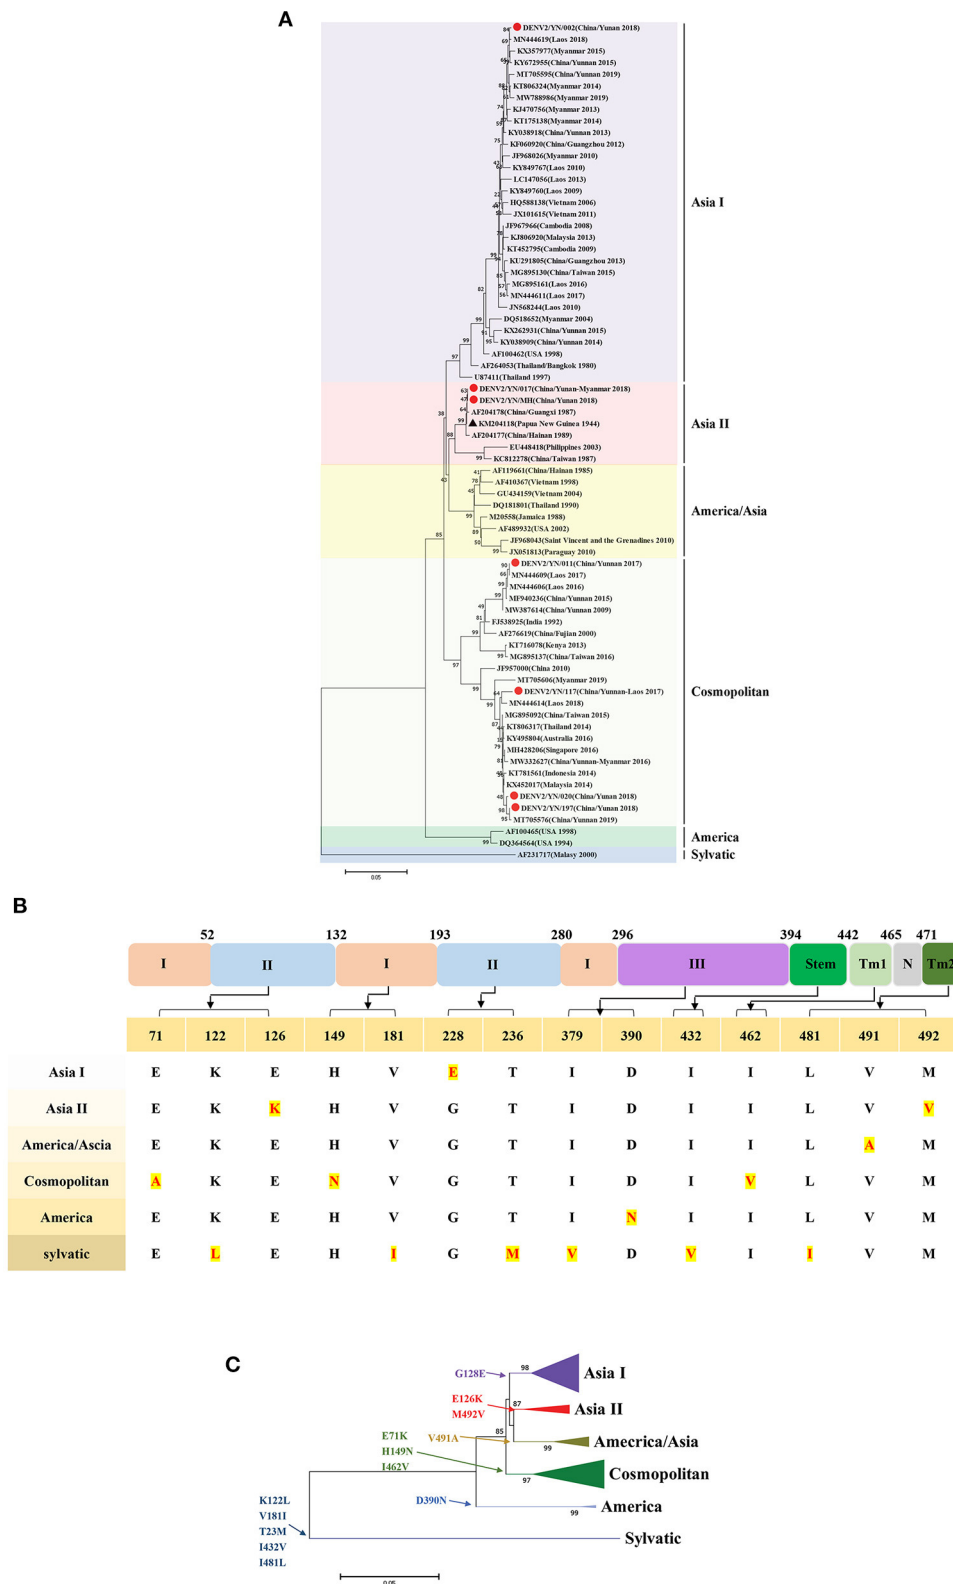 A
DENV2/YN/002(China/Yunan 2018)
MN444619(Laos 2018)
KX357977(Myanmar 2015)
KY672955(China/Yunnan 2015)
MT705595(China/Yunnan 2019)
KT806324(Myanmar 2014)
MW788986(Myanmar 2019)
KJ470756(Myanmar 2013)
KT175138(Myanmar 2014)
KY038918(China/Yunnan 2013)
KF060920(China/Guangzhou 2012)
JF968026(Myanmar 2010)
KY849767(Laos 2010)
LC147056(Laos 2013)
KY849760(Laos 2009)
HQ588138(Vietnam 2006)
JX101615(Vietnam 2011)
JF967966(Cambodia 2008)
KJ806920(Malaysia 2013)
KT452795(Cambodia 2009)
KU291805(China/Guangzhou 2013)
MG895130(China/Taiwan 2015)
MG895161(Laos 2016)
MN444611(Laos 2017)
JN568244(Laos 2010)
DQ518652(Myanmar 2004)
KX262931(China/Yunnan 2015)
KY038909(China/Yunnan 2014)
AF100462(USA 1998)
AF264053(Thailand/Bangkok 1980)
U87411(Thailand 1997)
Asia I
DENV2/YN/017(China/Yunan-Myanmar 2018)
DENV2/YN/MH(China/Yunan 2018)
AF204178(China/Guangxi 1987)
KM204118(Papua New Guinea 1944)
AF204177(China/Hainan 1989)
EU448418(Philippines 2003)
KC812278(China/Taiwan 1987)
Asia II
AF119661(China/Hainan 1985)
AF410367(Vietnam 1998)
GU434159(Vietnam 2004)
DQ181801(Thailand 1990)
M20558(Jamaica 1988)
AF489932(USA 2002)
JF968043(Saint Vincent and the Grenadines 2010)
JX051813(Paraguay 2010)
America/Asia
DENV2/YN/011(China/Yunnan 2017)
MN444609(Laos 2017)
MN444606(Laos 2016)
MF940236(China/Yunnan 2015)
MW387614(China/Yunnan 2009)
FJ538925(India 1992)
AF276619(China/Fujian 2000)
KT716078(Kenya 2013)
MG895137(China/Taiwan 2016)
JF957000(China 2010)
MT705606(Myanmar 2019)
DENV2/YN/117(China/Yunnan-Laos 2017)
MN444614(Laos 2018)
MG895092(China/Taiwan 2015)
KT806317(Thailand 2014)
KY495804(Australia 2016)
MH428206(Singapore 2016)
MW332627(China/Yunnan-Myanmar 2016)
KT781561(Indonesia 2014)
KX452017(Malaysia 2014)
DENV2/YN/020(China/Yunan 2018)
DENV2/YN/197(China/Yunan 2018)
MT705576(China/Yunnan 2019)
Cosmopolitan
AF100465(USA 1998)
DQ364564(USA 1994)
America
AF231717(Malasy 2000)
Sylvatic
0.05
B
52 132 193 280 296 394 442 465 471
I II I II I III Stem Tm1 N Tm2
71 122 126 149 181 228 236 379 390 432 462 481 491 492
Asia I E K E H V E T I D I I L V M
Asia II E K K H V G T I D I I L V V
America/Ascia E K E H V G T I D I I L A M
Cosmopolitan A K E N V G T I D I V L V M
America E K E H V G T I N I I L V M
sylvatic E L E H I G M V D V I I V M
C
G128E 98 Asia I
E126K 87 Asia II
M492V
E71K 85 V491A 99 Amecrica/Asia
H149N
I462V 97 Cosmopolitan
D390N 99 America
K122L
V181I
T23M
I432V
I481L
Sylvatic
0.05